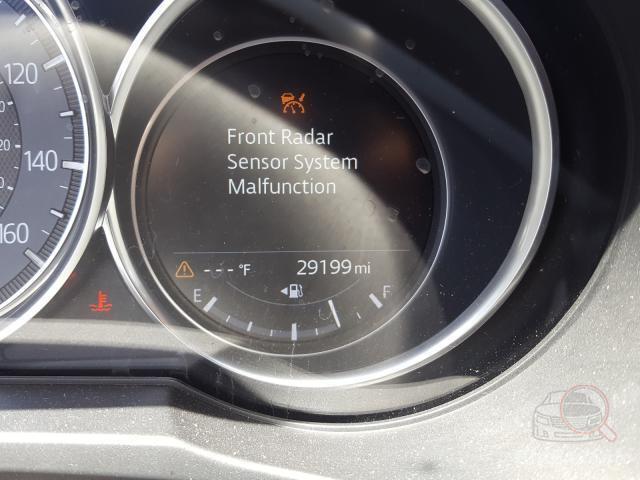 120
140
160
Front Radar
Sensor System
Malfunction
---°F
29199 mi
E
F